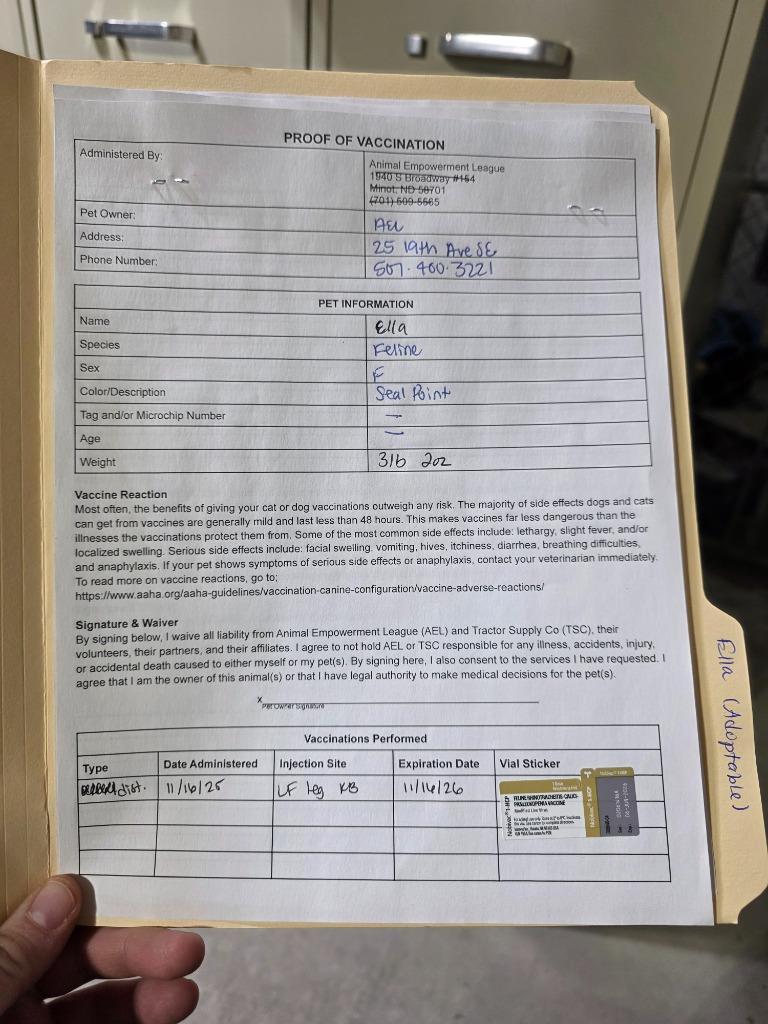 PROOF OF VACCINATION
Administered By:
Animal Empowerment League
1940 S Broadway #154
Minot, ND 58701
(701) 509-5565
Pet Owner: AEL
Address: 25 19th Ave SE
Phone Number: 507-400-3221
PET INFORMATION
Name Ella
Species Feline
Sex F
Color/Description Seal Point
Tag and/or Microchip Number —
Age —
Weight 3lb 2oz
Vaccine Reaction
Most often, the benefits of giving your cat or dog vaccinations outweigh any risk. The majority of side effects dogs and cats
can get from vaccines are generally mild and last less than 48 hours. This makes vaccines far less dangerous than the
illnesses the vaccinations protect them from. Some of the most common side effects include: lethargy, slight fever, and/or
localized swelling. Serious side effects include: facial swelling, vomiting, hives, itchiness, diarrhea, breathing difficulties,
and anaphylaxis. If your pet shows symptoms of serious side effects or anaphylaxis, contact your veterinarian immediately.
To read more on vaccine reactions, go to;
https://www.aaha.org/aaha-guidelines/vaccination-canine-configuration/vaccine-adverse-reactions/
Signature & Waiver
By signing below, I waive all liability from Animal Empowerment League (AEL) and Tractor Supply Co (TSC), their
volunteers, their partners, and their affiliates. I agree to not hold AEL or TSC responsible for any illness, accidents, injury,
or accidental death caused to either myself or my pet(s). By signing here, I also consent to the services I have requested. I
agree that I am the owner of this animal(s) or that I have legal authority to make medical decisions for the pet(s).
x
Pet Owner Signature
Vaccinations Performed
Type Date Administered Injection Site Expiration Date Vial Sticker
dist. 11/16/25 LF leg KB 11/16/26
Nobivac® 1-HCP
FELINE RHINOTRACHEITIS-CALICI-
PANLEUKOPENIA VACCINE
Modified Live Virus
Ella (Adoptable)